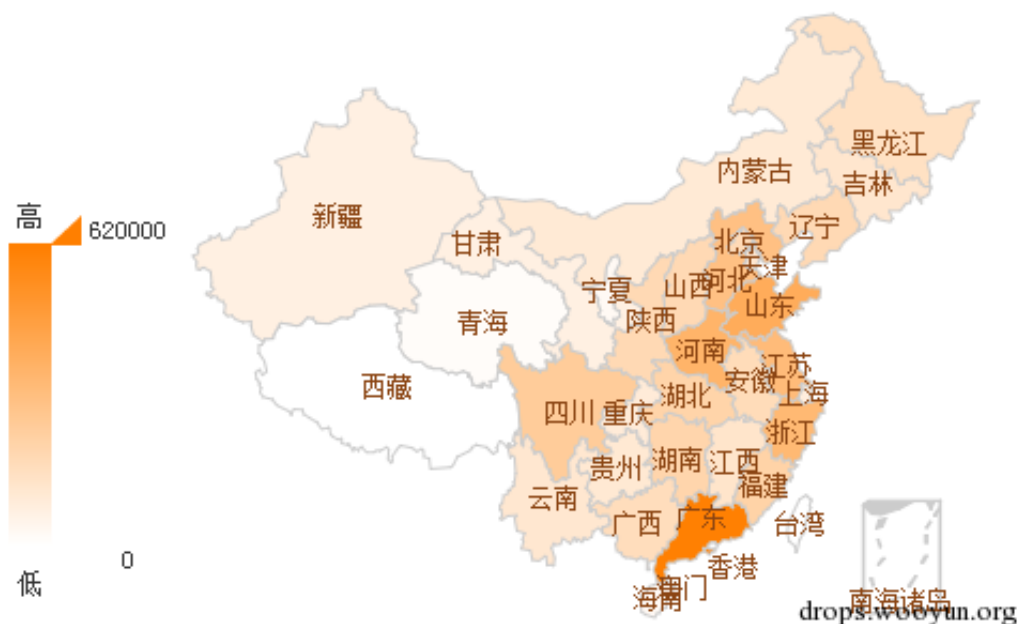 黑龙江
内蒙古
吉林
新疆
高
620000
辽宁
北京
甘肃
天津
河北
宁夏
山西
山东
青海
陕西
河南
江苏
安徽
西藏
上海
湖北
四川
重庆
浙江
湖南
江西
贵州
福建
云南
广东
广西
台湾
0
香港
低
澳门
海南
南海诸岛
drops.wooyun.org